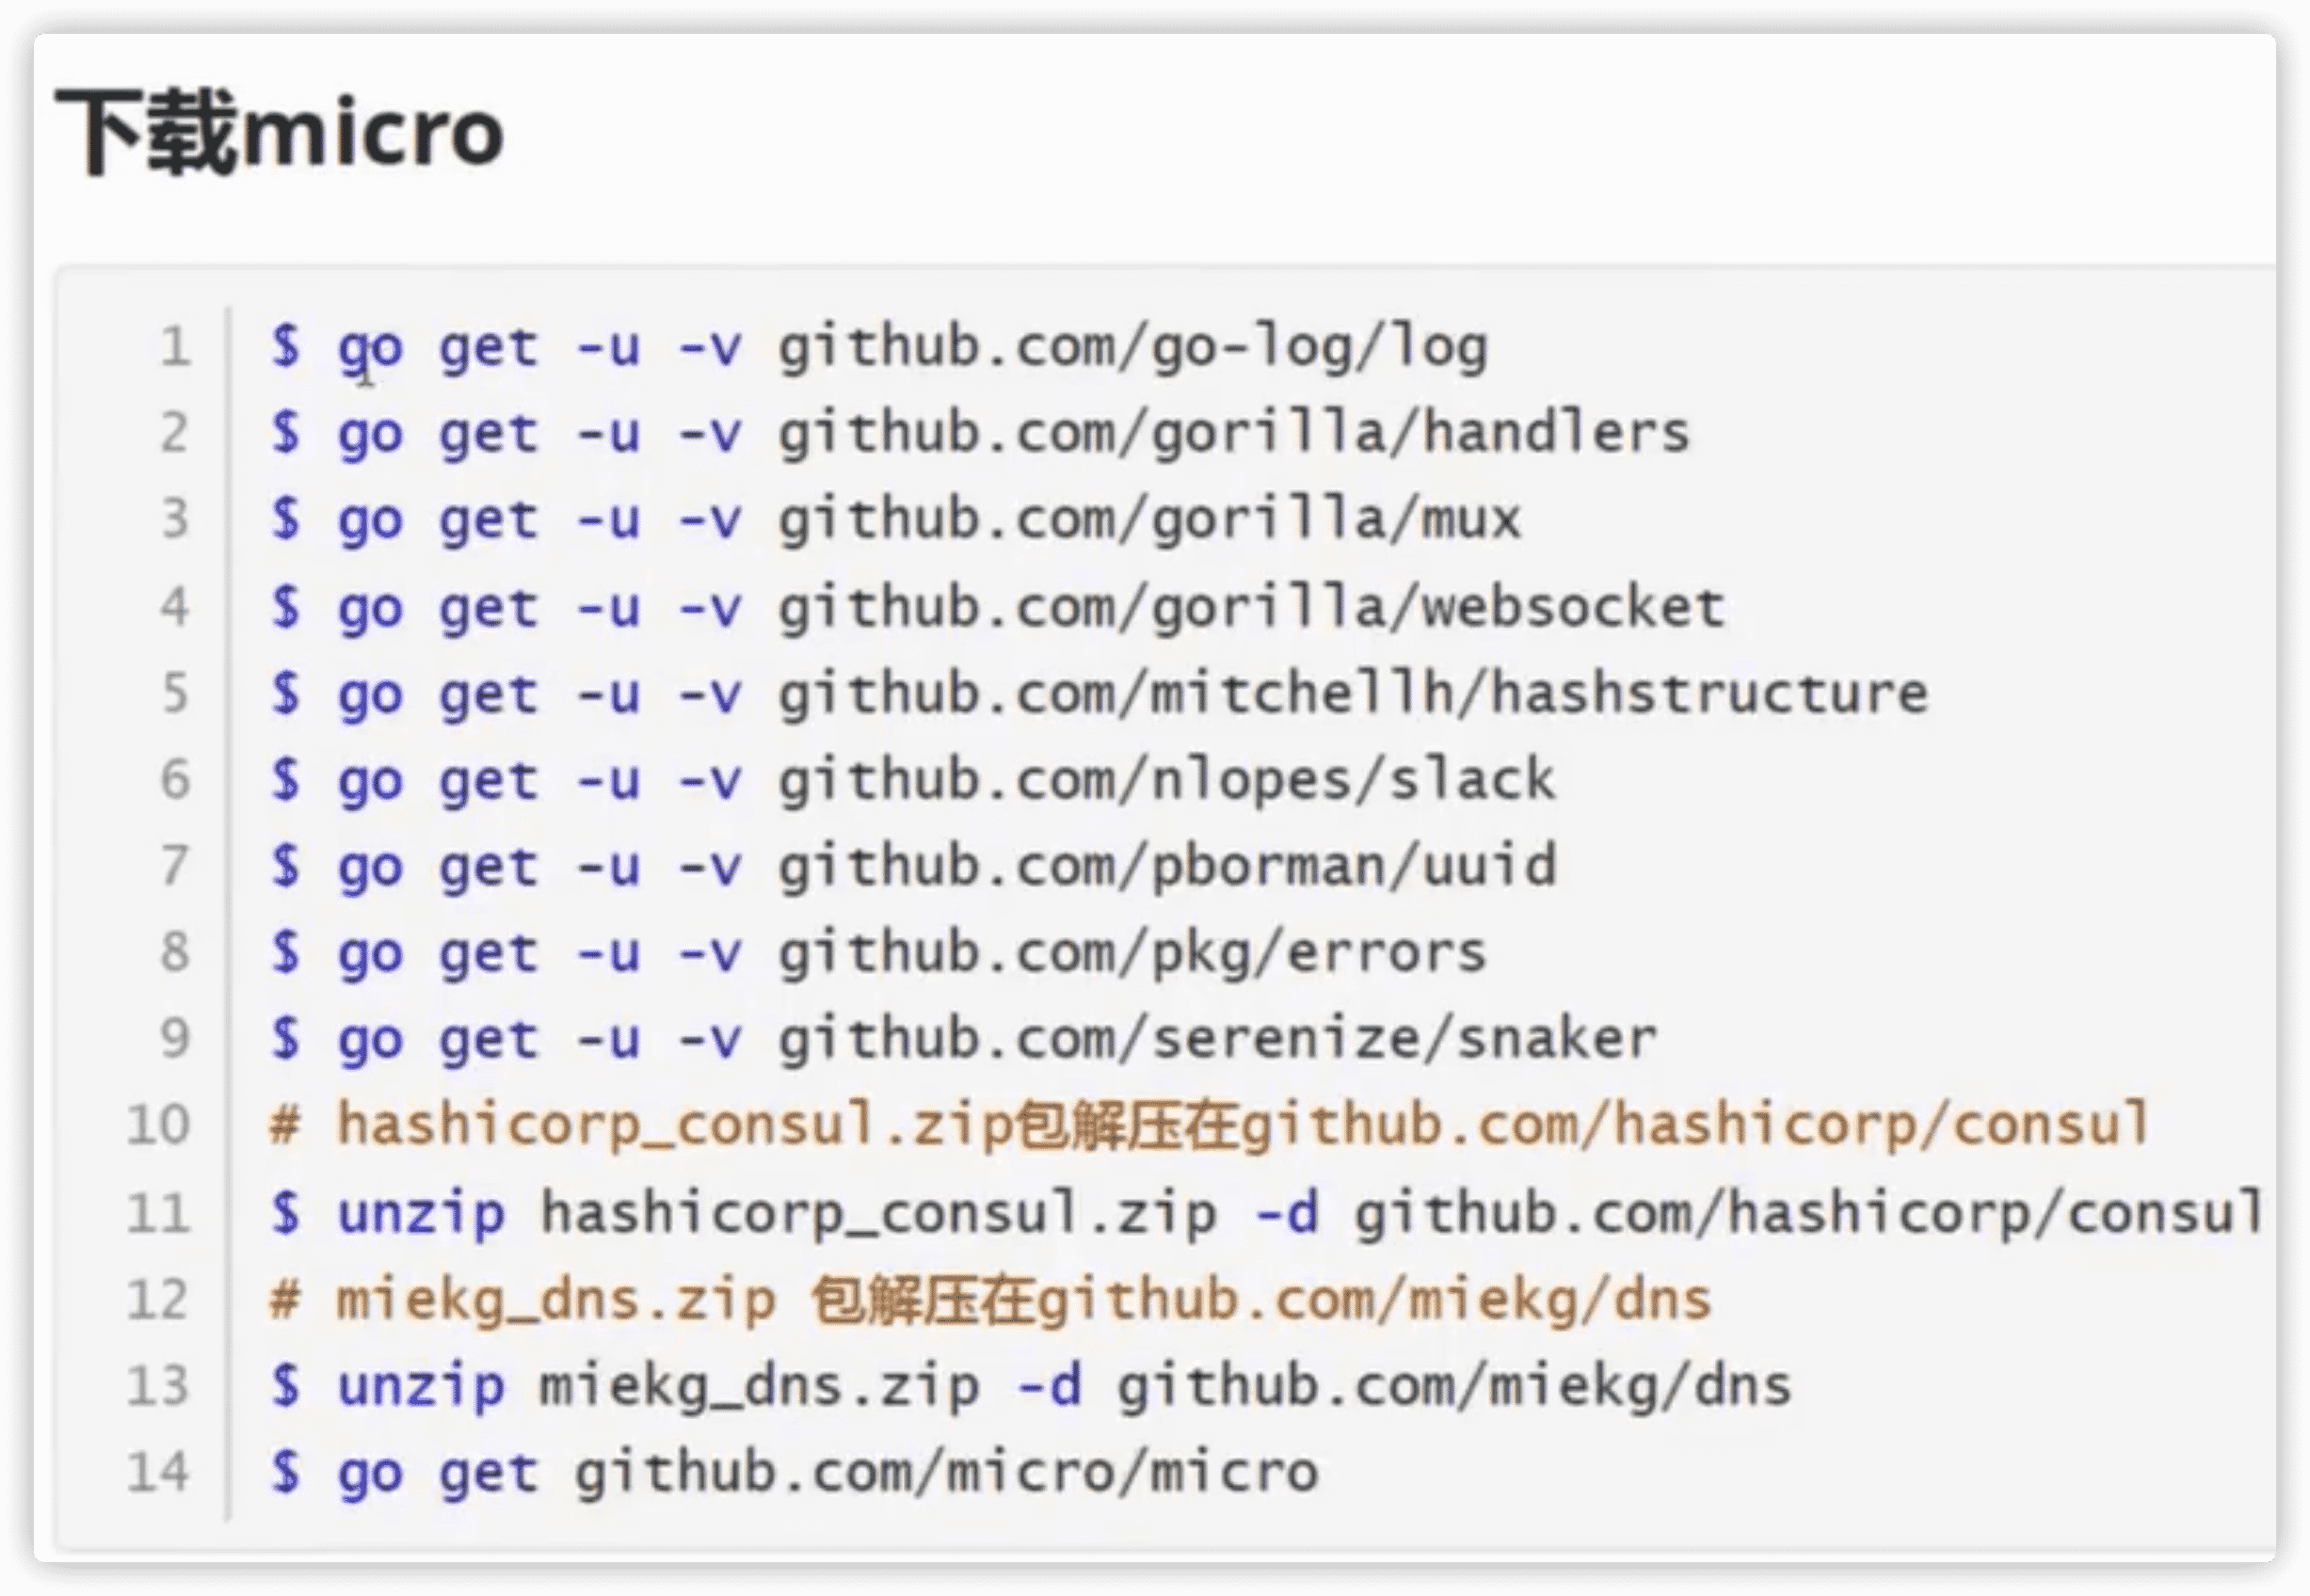 下载micro
1 $ go get -u -v github.com/go-log/log
2 $ go get -u -v github.com/gorilla/handlers
3 $ go get -u -v github.com/gorilla/mux
4 $ go get -u -v github.com/gorilla/websocket
5 $ go get -u -v github.com/mitchellh/hashstructure
6 $ go get -u -v github.com/nlopes/slack
7 $ go get -u -v github.com/pborman/uuid
8 $ go get -u -v github.com/pkg/errors
9 $ go get -u -v github.com/serenize/snaker
10 # hashicorp_consul.zip包解压在github.com/hashicorp/consul
11 $ unzip hashicorp_consul.zip -d github.com/hashicorp/consul
12 # miekg_dns.zip 包解压在github.com/miekg/dns
13 $ unzip miekg_dns.zip -d github.com/miekg/dns
14 $ go get github.com/micro/micro